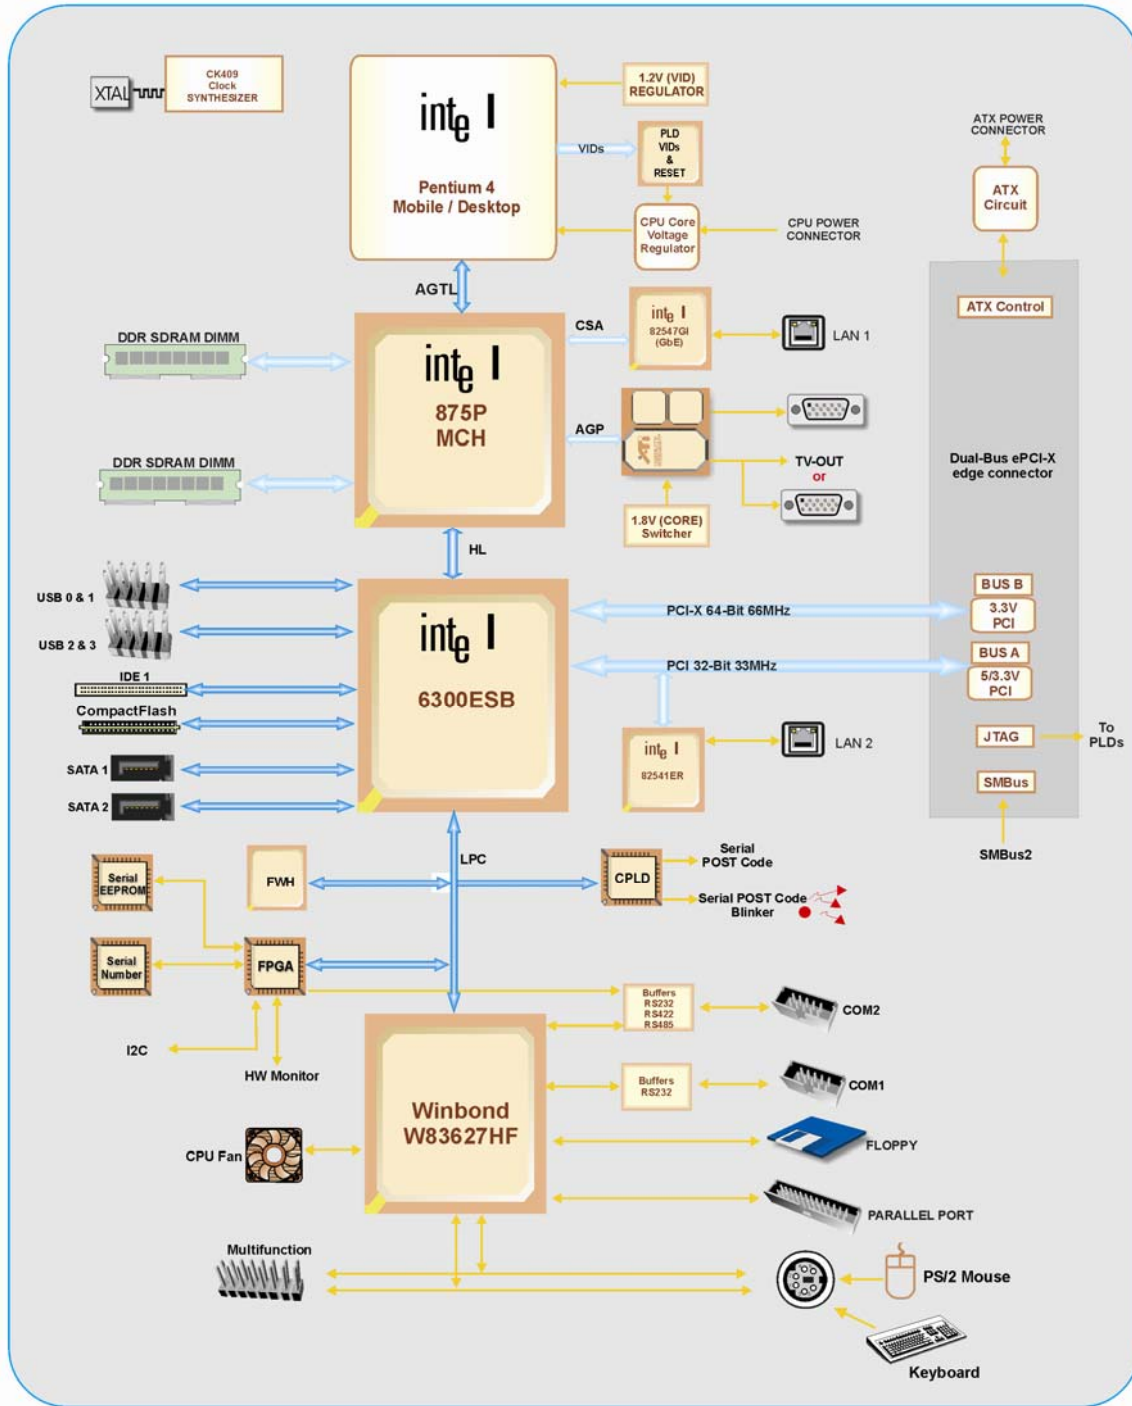 XTAL
CK409
Clock
SYNTHESIZER
intel
Pentium 4
Mobile / Desktop
1.2V (VID)
REGULATOR
VIDs
PLD
VIDs
&
RESET
CPU Core
Voltage
Regulator
CPU POWER
CONNECTOR
ATX POWER
CONNECTOR
ATX
Circuit
ATX Control
AGTL
DDR SDRAM DIMM
DDR SDRAM DIMM
intel
875P
MCH
CSA
intel
82547GI
(GbE)
LAN 1
AGP
ATI
TV-OUT
or
1.8V (CORE)
Switcher
Dual-Bus ePCI-X
edge connector
HL
USB 0 & 1
USB 2 & 3
IDE 1
CompactFlash
SATA 1
SATA 2
intel
6300ESB
PCI-X 64-Bit 66MHz
PCI 32-Bit 33MHz
BUS B
3.3V
PCI
BUS A
5/3.3V
PCI
JTAG
To
PLDs
SMBus
SMBus2
intel
82541ER
LAN 2
LPC
Serial
EEPROM
FWH
CPLD
Serial
POST Code
Serial POST Code
Blinker
Serial
Number
FPGA
I2C
HW Monitor
Buffers
RS232
RS422
RS485
COM2
Buffers
RS232
COM1
Winbond
W83627HF
CPU Fan
FLOPPY
PARALLEL PORT
Multifunction
PS/2 Mouse
Keyboard